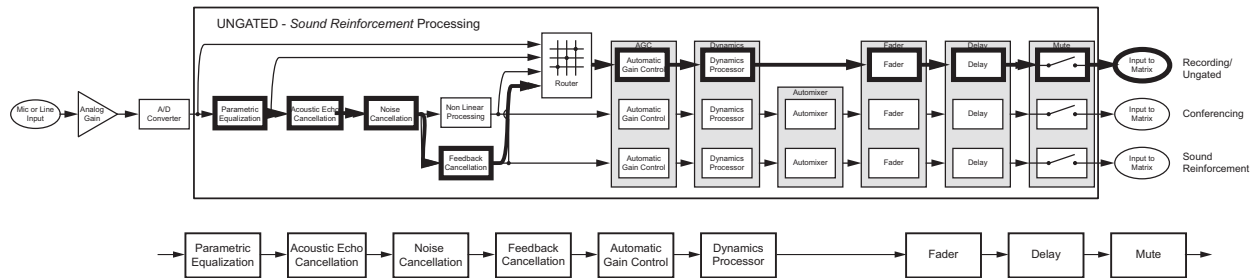 UNGATED - Sound Reinforcement Processing
Router
AGC
Automatic
Gain Control
Dynamics
Dynamics
Processor
Fader
Fader
Delay
Delay
Mute
Input to
Matrix
Recording/
Ungated
Mic or Line
Input
Analog
Gain
A/D
Converter
Parametric
Equalization
Acoustic Echo
Cancellation
Noise
Cancellation
Non Linear
Processing
Automatic
Gain Control
Dynamics
Processor
Automixer
Automixer
Fader
Delay
Input to
Matrix
Conferencing
Feedback
Cancellation
Automatic
Gain Control
Dynamics
Processor
Automixer
Fader
Delay
Input to
Matrix
Sound
Reinforcement
Parametric
Equalization
Acoustic Echo
Cancellation
Noise
Cancellation
Feedback
Cancellation
Automatic
Gain Control
Dynamics
Processor
Fader
Delay
Mute